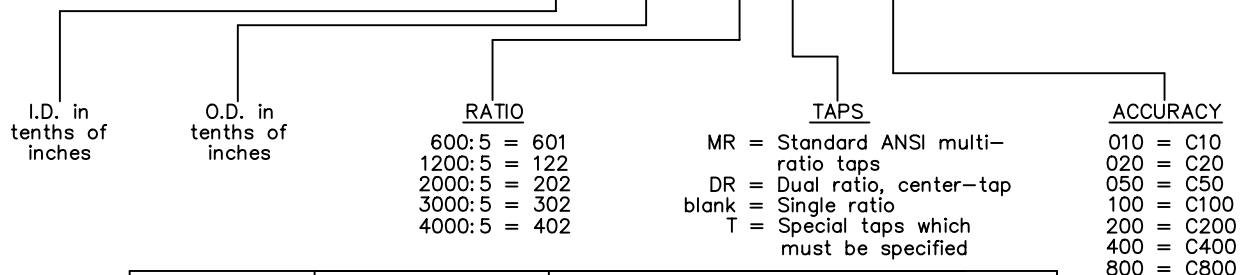 I.D. in
tenths of
inches
O.D. in
tenths of
inches
RATIO
600:5 = 601
1200:5 = 122
2000:5 = 202
3000:5 = 302
4000:5 = 402
TAPS
MR = Standard ANSI multi-
ratio taps
DR = Dual ratio, center-tap
blank = Single ratio
T = Special taps which
must be specified
ACCURACY
010 = C10
020 = C20
050 = C50
100 = C100
200 = C200
400 = C400
800 = C800